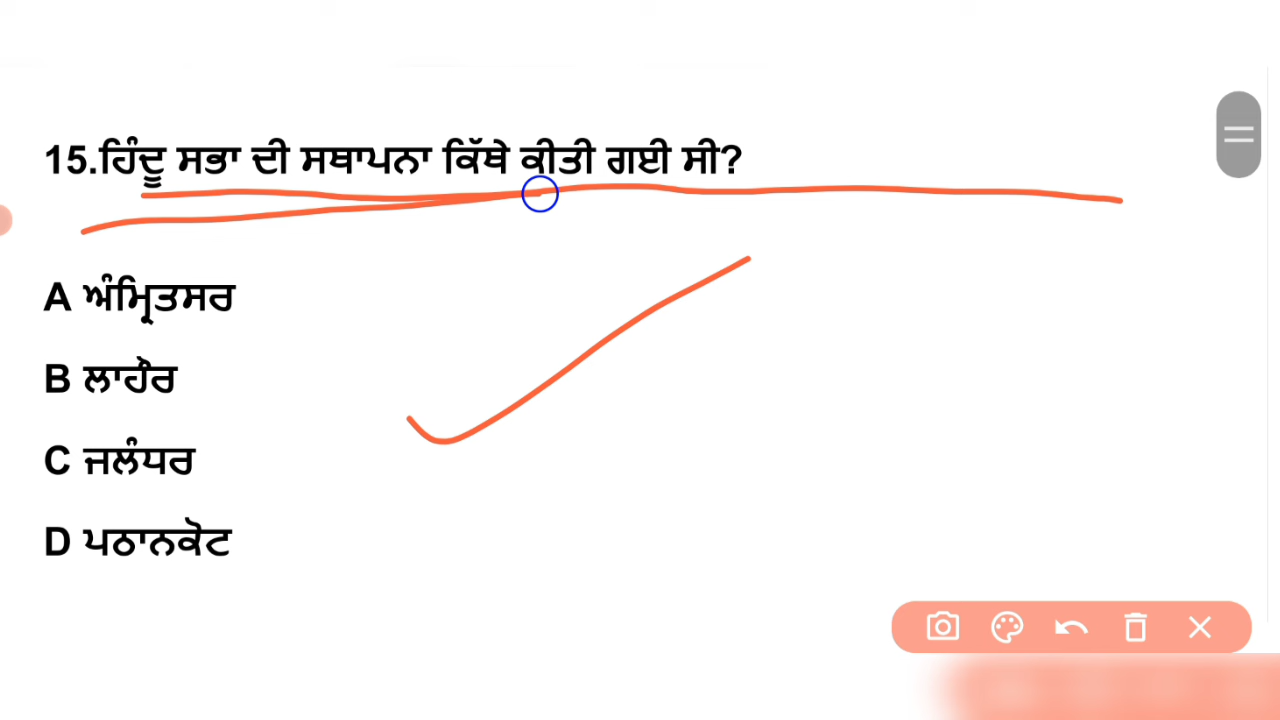 15.ਹਿੰਦੂ ਸਭਾ ਦੀ ਸਥਾਪਨਾ ਕਿੱਥੇ ਕੀਤੀ ਗਈ ਸੀ?
A ਅੰਮ੍ਰਿਤਸਰ
B ਲਾਹੌਰ
C ਜਲੰਧਰ
D ਪਠਾਨਕੋਟ